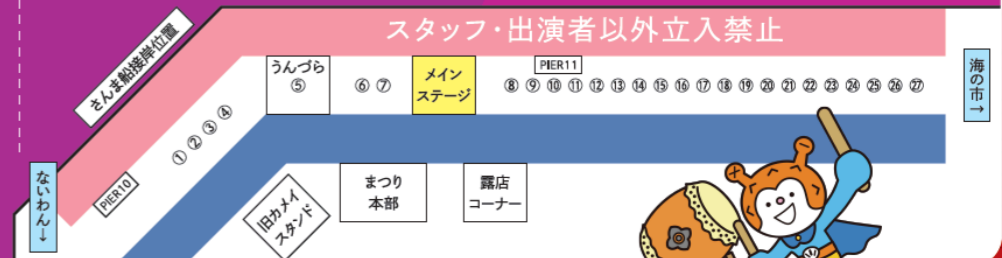 スタッフ・出演者以外立入禁止
さんま船接岸位置
うんづら
⑤
⑥ ⑦
メイン
ステージ
PIER11
⑧ ⑨ ⑩ ⑪ ⑫ ⑬ ⑭ ⑮ ⑯ ⑰ ⑱ ⑲ ⑳ ㉑ ㉒ ㉓ ㉔ ㉕ ㉖ ㉗
海の市→
① ② ③ ④
PIER10
ないわん↓
旧カメイ
スタンド
まつり
本部
露店
コーナー